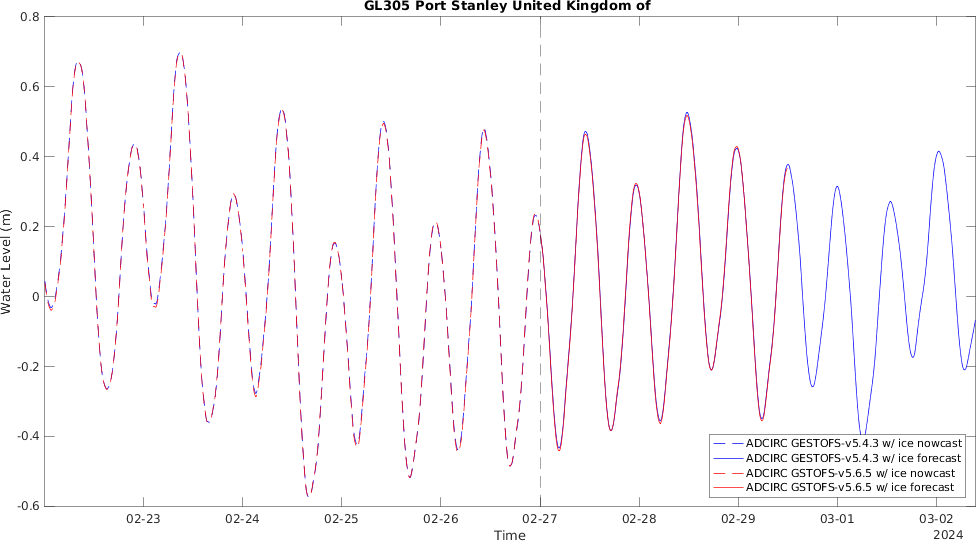 GL305 Port Stanley United Kingdom of
0.8
0.6
0.4
0.2
0
-0.2
-0.4
-0.6
Water Level (m)
ADCIRC GESTOFS-v5.4.3 w/ ice nowcast
ADCIRC GESTOFS-v5.4.3 w/ ice forecast
ADCIRC GSTOFS-v5.6.5 w/ ice nowcast
ADCIRC GSTOFS-v5.6.5 w/ ice forecast
02-23 02-24 02-25 02-26 02-27 02-28 02-29 03-01 03-02
Time
2024